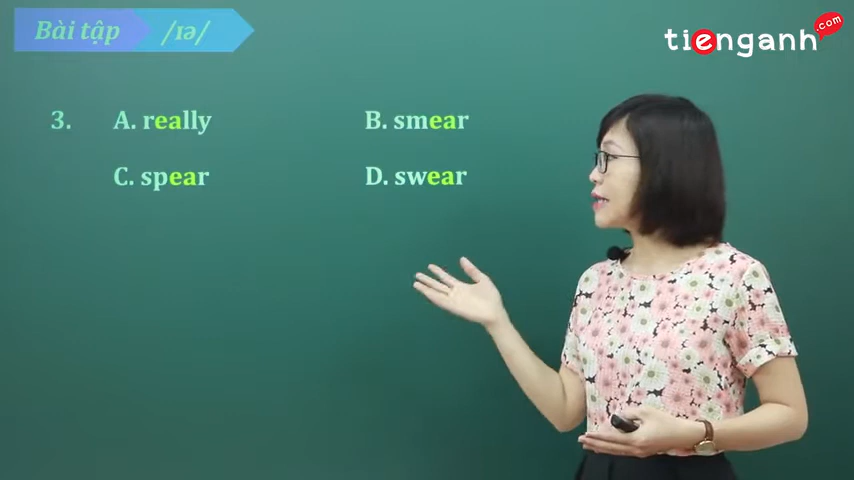 Bài tập /ɪə/
tienganh.com
3. A. really B. smear
C. spear D. swear